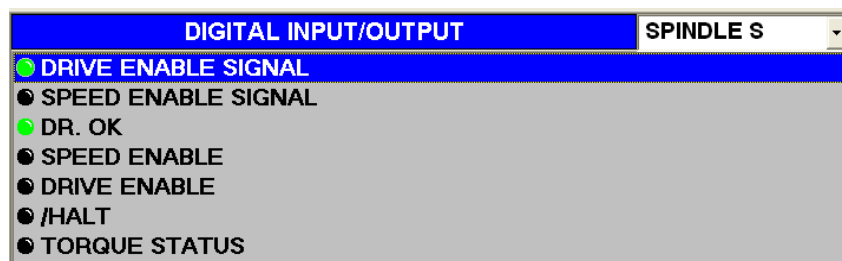 DIGITAL INPUT/OUTPUT SPINDLE S
DRIVE ENABLE SIGNAL
SPEED ENABLE SIGNAL
DR. OK
SPEED ENABLE
DRIVE ENABLE
/HALT
TORQUE STATUS